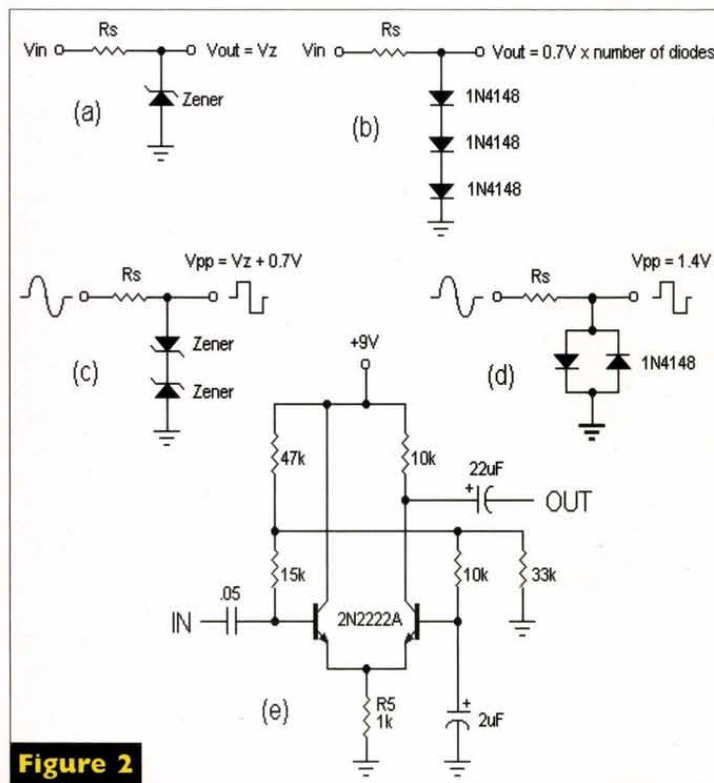 Vin
Rs
Vout = Vz
Zener
(a)
Vin
Rs
Vout = 0.7V x number of diodes
1N4148
1N4148
1N4148
(b)
Rs
Vpp = Vz + 0.7V
Zener
Zener
(c)
Rs
Vpp = 1.4V
1N4148
(d)
+9V
47k
10k
22uF
OUT
15k
10k
33k
.05
IN
2N2222A
R5
1k
2uF
(e)
Figure 2